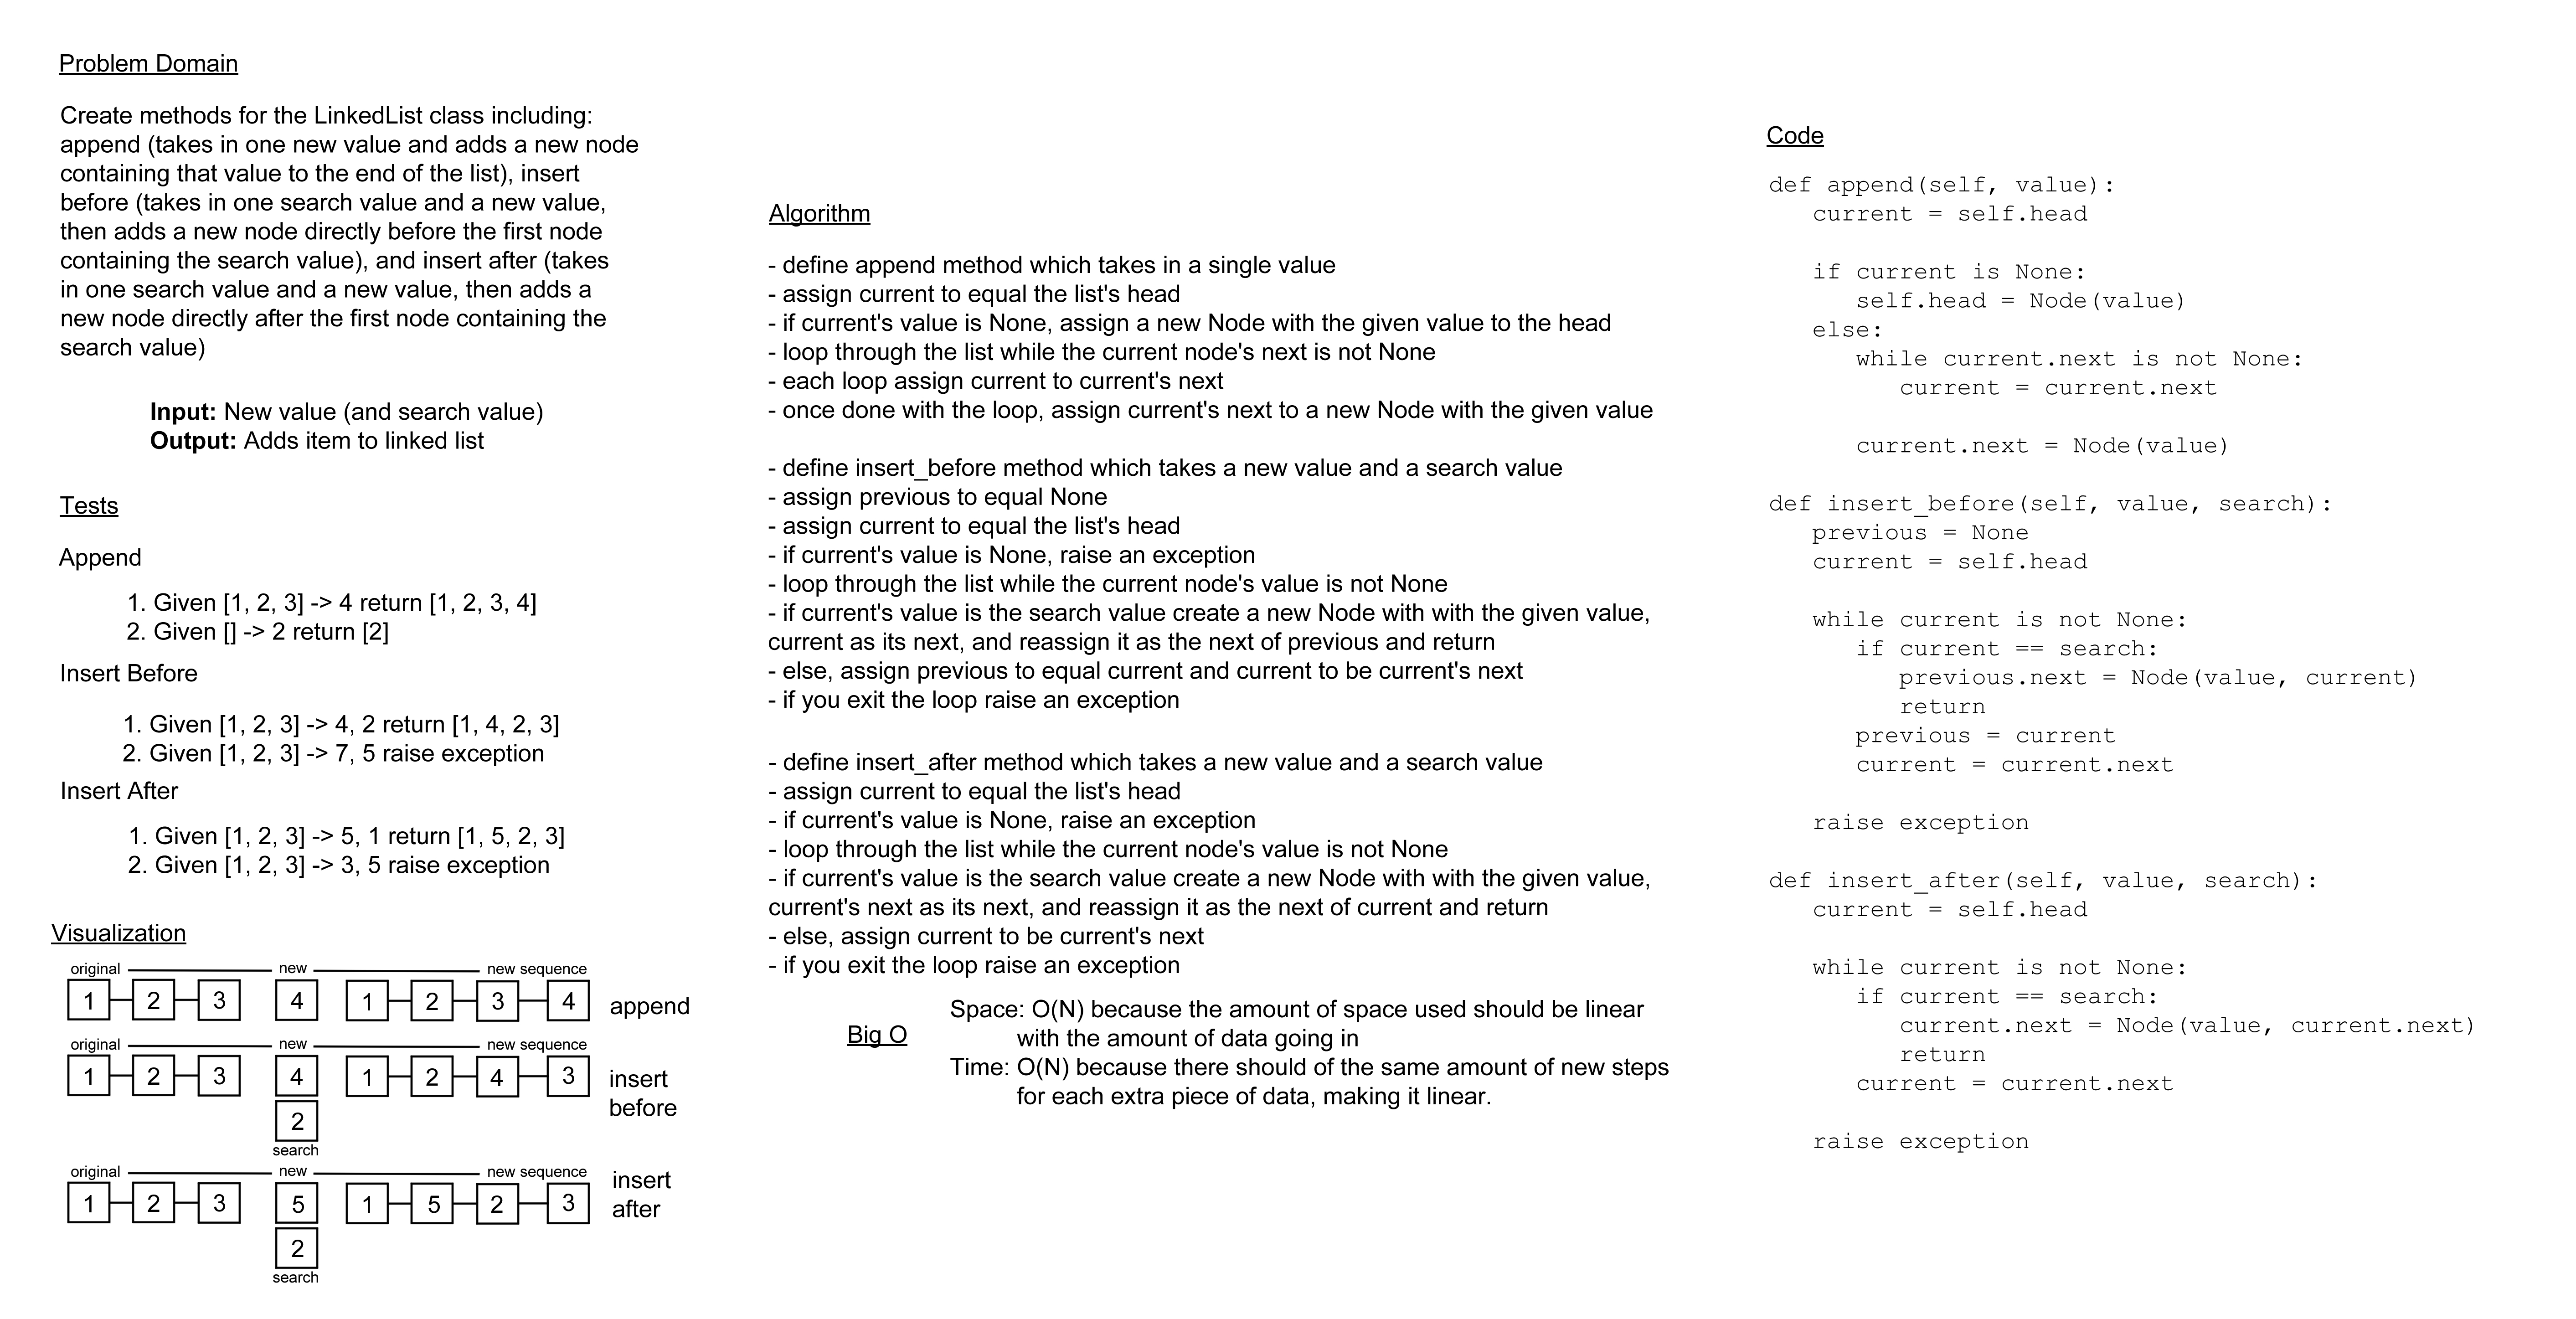 Problem Domain
Create methods for the LinkedList class including:
append (takes in one new value and adds a new node
containing that value to the end of the list), insert
before (takes in one search value and a new value,
then adds a new node directly before the first node
containing the search value), and insert after (takes
in one search value and a new value, then adds a
new node directly after the first node containing the
search value)
Input: New value (and search value)
Output: Adds item to linked list
Tests
Append
1. Given [1, 2, 3] -> 4 return [1, 2, 3, 4]
2. Given [] -> 2 return [2]
Insert Before
1. Given [1, 2, 3] -> 4, 2 return [1, 4, 2, 3]
2. Given [1, 2, 3] -> 7, 5 raise exception
Insert After
1. Given [1, 2, 3] -> 5, 1 return [1, 5, 2, 3]
2. Given [1, 2, 3] -> 3, 5 raise exception
Visualization
original new new sequence
1 2 3 4 1 2 3 4 append
original new new sequence
1 2 3 4 1 2 4 3 insert
before
2
search
original new new sequence
1 2 3 5 1 5 2 3 insert
after
2
search
Algorithm
- define append method which takes in a single value
- assign current to equal the list's head
- if current's value is None, assign a new Node with the given value to the head
- loop through the list while the current node's next is not None
- each loop assign current to current's next
- once done with the loop, assign current's next to a new Node with the given value
- define insert_before method which takes a new value and a search value
- assign previous to equal None
- assign current to equal the list's head
- if current's value is None, raise an exception
- loop through the list while the current node's value is not None
- if current's value is the search value create a new Node with with the given value,
current as its next, and reassign it as the next of previous and return
- else, assign previous to equal current and current to be current's next
- if you exit the loop raise an exception
- define insert_after method which takes a new value and a search value
- assign current to equal the list's head
- if current's value is None, raise an exception
- loop through the list while the current node's value is not None
- if current's value is the search value create a new Node with with the given value,
current's next as its next, and reassign it as the next of current and return
- else, assign current to be current's next
- if you exit the loop raise an exception
Big O
Space: O(N) because the amount of space used should be linear
with the amount of data going in
Time: O(N) because there should of the same amount of new steps
for each extra piece of data, making it linear.
Code
def append(self, value):
current = self.head
if current is None:
self.head = Node(value)
else:
while current.next is not None:
current = current.next
current.next = Node(value)
def insert_before(self, value, search):
previous = None
current = self.head
while current is not None:
if current == search:
previous.next = Node(value, current)
return
previous = current
current = current.next
raise exception
def insert_after(self, value, search):
current = self.head
while current is not None:
if current == search:
current.next = Node(value, current.next)
return
current = current.next
raise exception